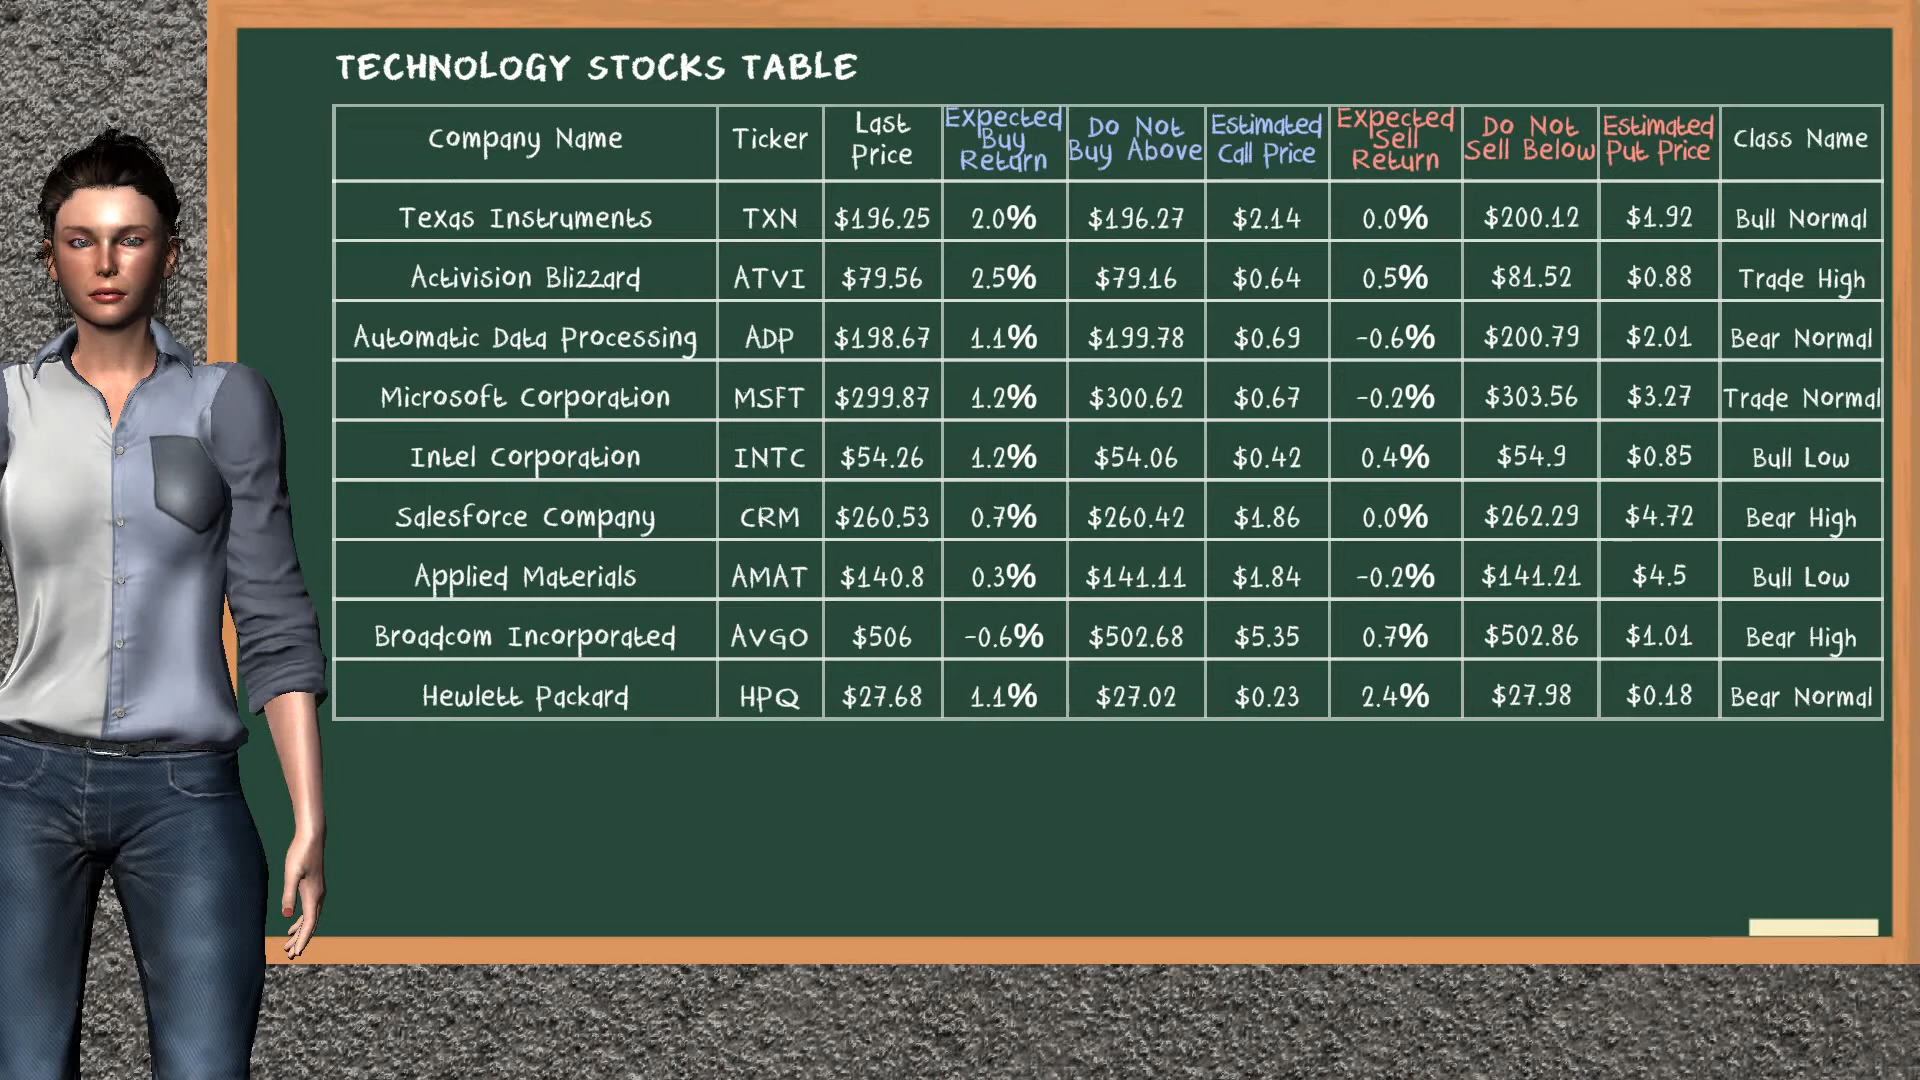 TECHNOLOGY STOCKS TABLE
Company Name Ticker Last Price Expected Buy Return Do Not Buy Above Estimated Call Price Expected Sell Return Do Not Sell Below Estimated Put Price Class Name
Texas Instruments TXN $196.25 2.0% $196.27 $2.14 0.0% $200.12 $1.92 Bull Normal
Activision Blizzard ATVI $79.56 2.5% $79.16 $0.64 0.5% $81.52 $0.88 Trade High
Automatic Data Processing ADP $198.67 1.1% $199.78 $0.69 -0.6% $200.79 $2.01 Bear Normal
Microsoft Corporation MSFT $299.87 1.2% $300.62 $0.67 -0.2% $303.56 $3.27 Trade Normal
Intel Corporation INTC $54.26 1.2% $54.06 $0.42 0.4% $54.9 $0.85 Bull Low
Salesforce Company CRM $260.53 0.7% $260.42 $1.86 0.0% $262.29 $4.72 Bear High
Applied Materials AMAT $140.8 0.3% $141.11 $1.84 -0.2% $141.21 $4.5 Bull Low
Broadcom Incorporated AVGO $506 -0.6% $502.68 $5.35 0.7% $502.86 $1.01 Bear High
Hewlett Packard HPQ $27.68 1.1% $27.02 $0.23 2.4% $27.98 $0.18 Bear Normal